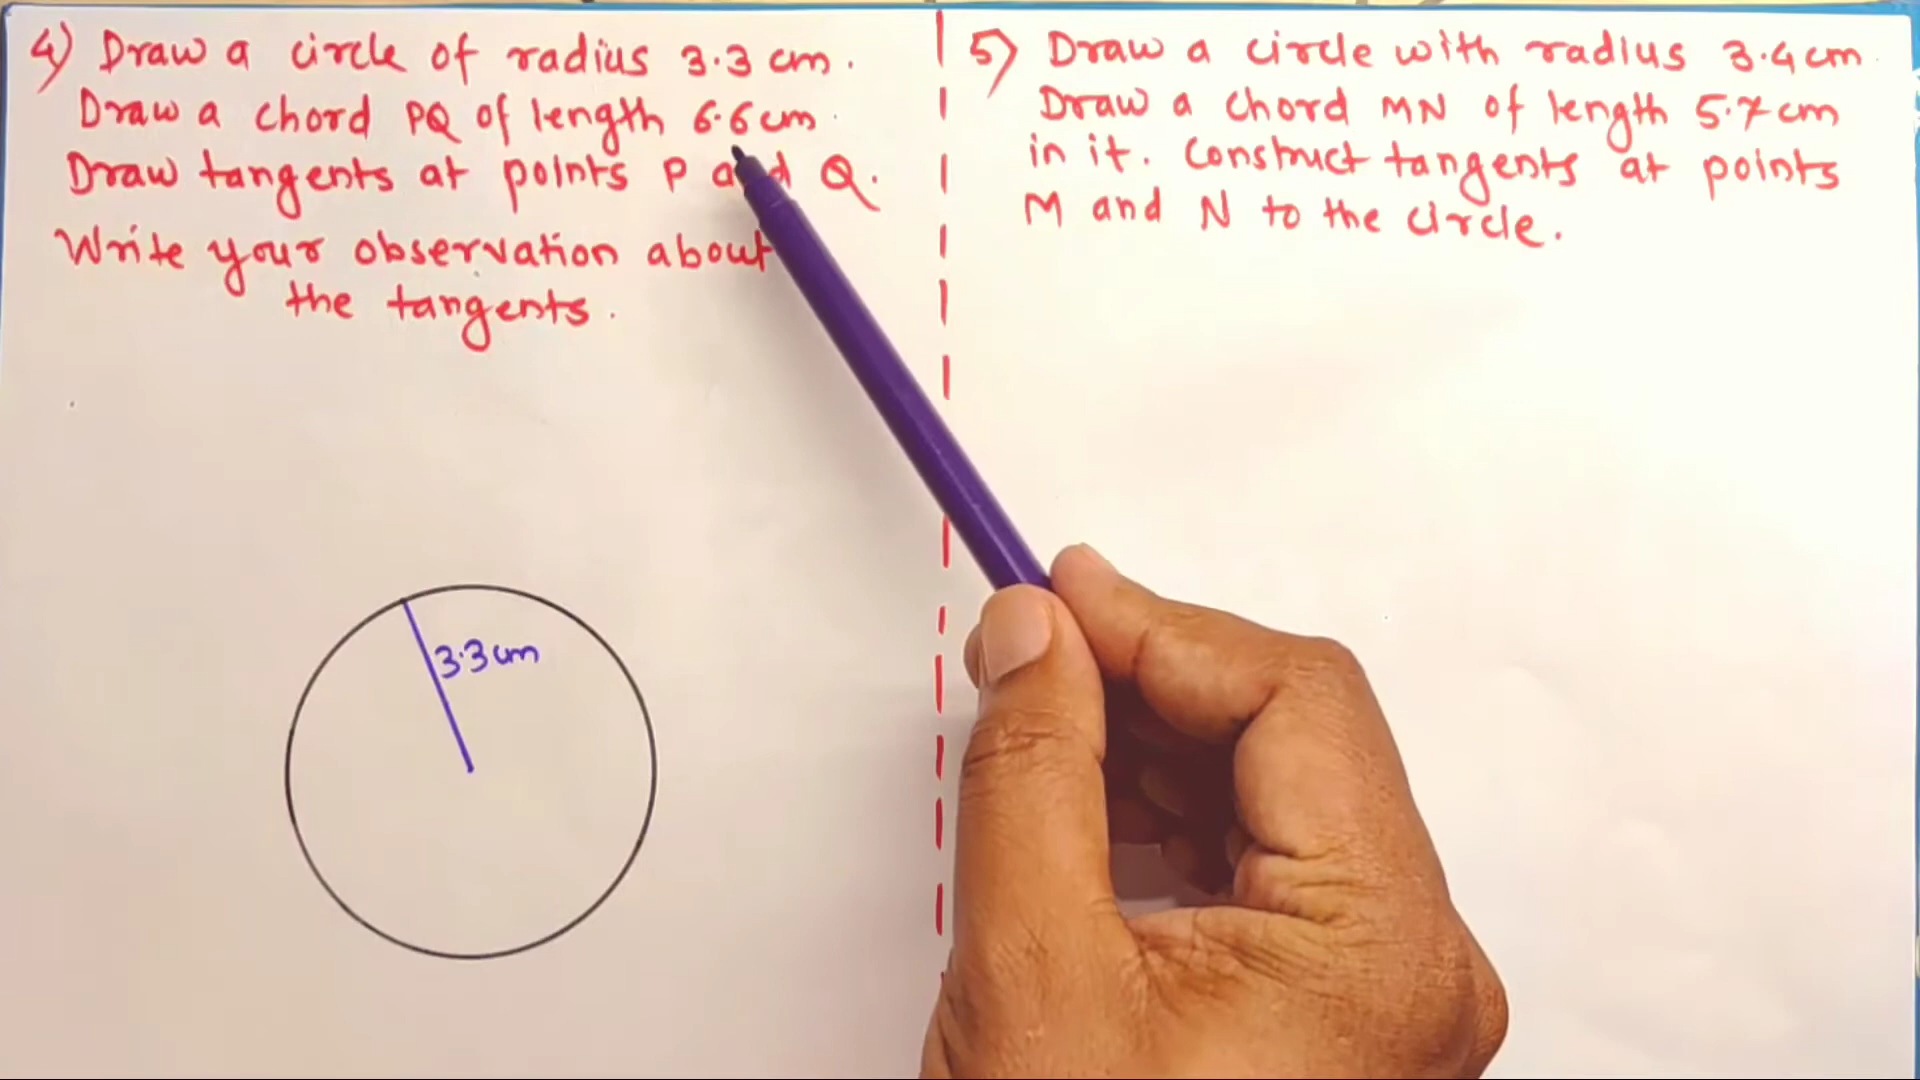 4) Draw a circle of radius 3.3 cm.
Draw a chord PQ of length 6.6 cm.
Draw tangents at points P and Q.
Write your observation about
the tangents.
3.3 cm
5) Draw a circle with radius 3.4 cm.
Draw a chord MN of length 5.7 cm
in it. Construct tangents at points
M and N to the circle.